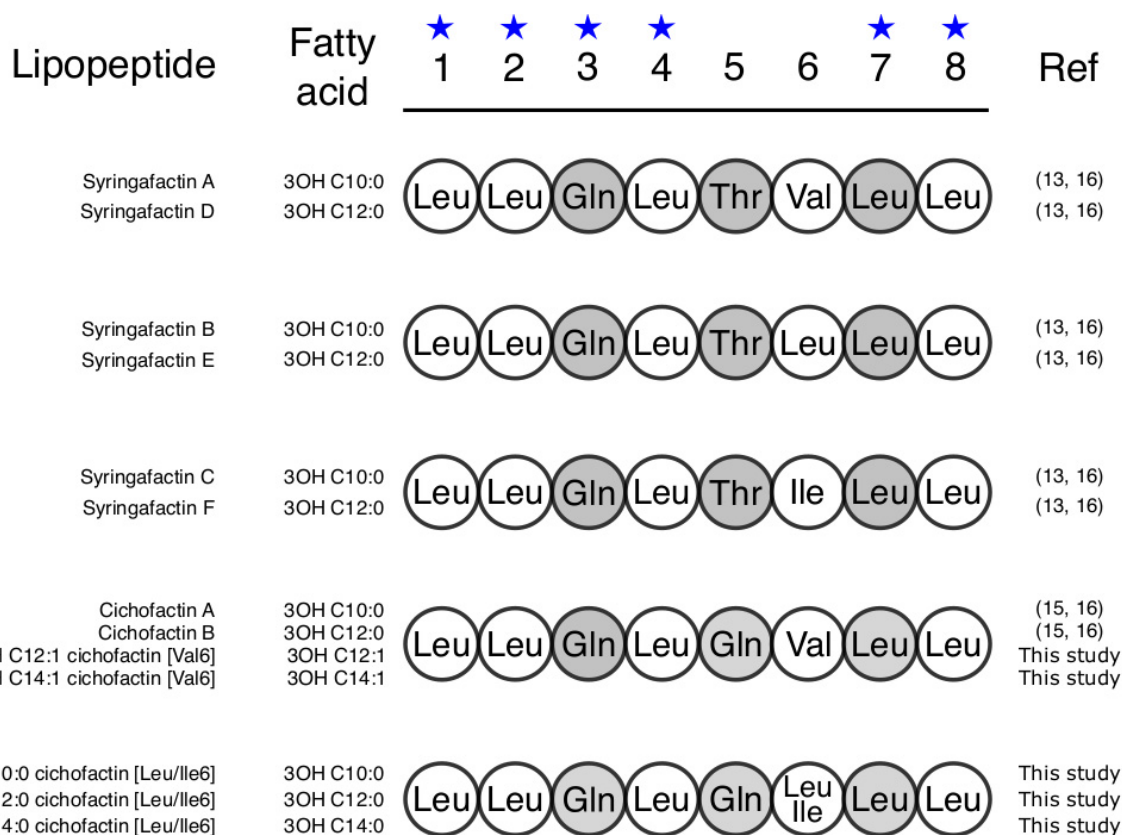 Lipopeptide Fatty acid 1 2 3 4 5 6 7 8 Ref
Syringafactin A 3OH C10:0 (13, 16)
Leu Leu Gln Leu Thr Val Leu Leu
Syringafactin D 3OH C12:0 (13, 16)
Syringafactin B 3OH C10:0 (13, 16)
Leu Leu Gln Leu Thr Leu Leu Leu
Syringafactin E 3OH C12:0 (13, 16)
Syringafactin C 3OH C10:0 (13, 16)
Leu Leu Gln Leu Thr Ile Leu Leu
Syringafactin F 3OH C12:0 (13, 16)
Cichofactin A 3OH C10:0 (15, 16)
Cichofactin B 3OH C12:0 (15, 16)
Leu Leu Gln Leu Gln Val Leu Leu
C12:1 cichofactin [Val6] 3OH C12:1 This study
C14:1 cichofactin [Val6] 3OH C14:1 This study
0:0 cichofactin [Leu/Ile6] 3OH C10:0 This study
2:0 cichofactin [Leu/Ile6] 3OH C12:0 This study
Leu Leu Gln Leu Gln Leu Ile Leu Leu
4:0 cichofactin [Leu/Ile6] 3OH C14:0 This study